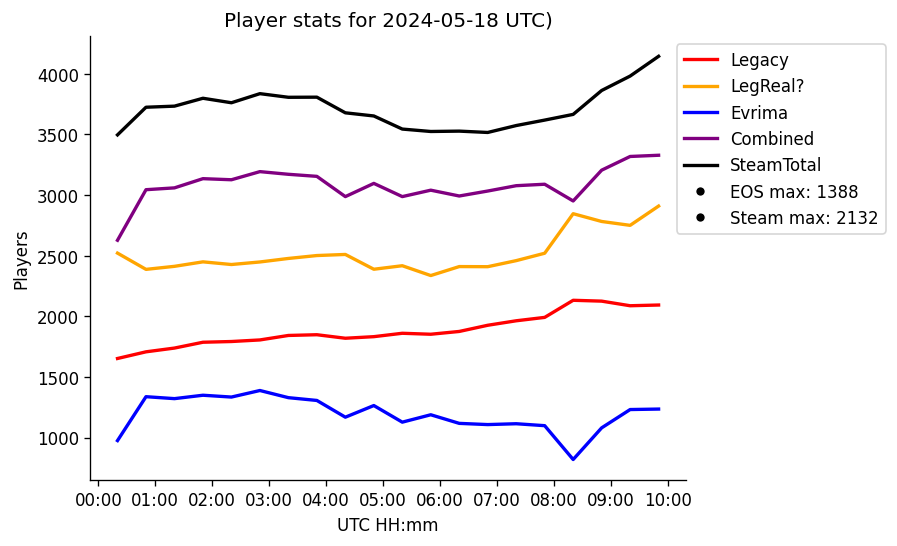 Player stats for 2024-05-18 UTC)
Legacy
LegReal?
Evrima
Combined
SteamTotal
EOS max: 1388
Steam max: 2132
Players
4000
3500
3000
2500
2000
1500
1000
00:00 01:00 02:00 03:00 04:00 05:00 06:00 07:00 08:00 09:00 10:00
UTC HH:mm